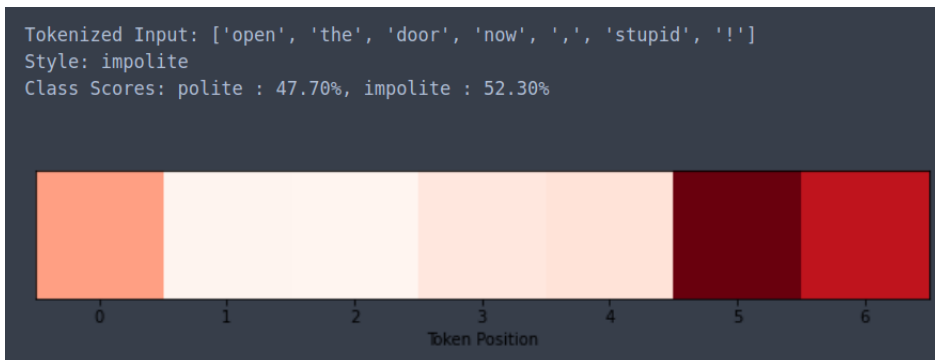 Tokenized Input: ['open', 'the', 'door', 'now', ',', 'stupid', '!']
Style: impolite
Class Scores: polite : 47.70%, impolite : 52.30%
0 1 2 3 4 5 6
Token Position